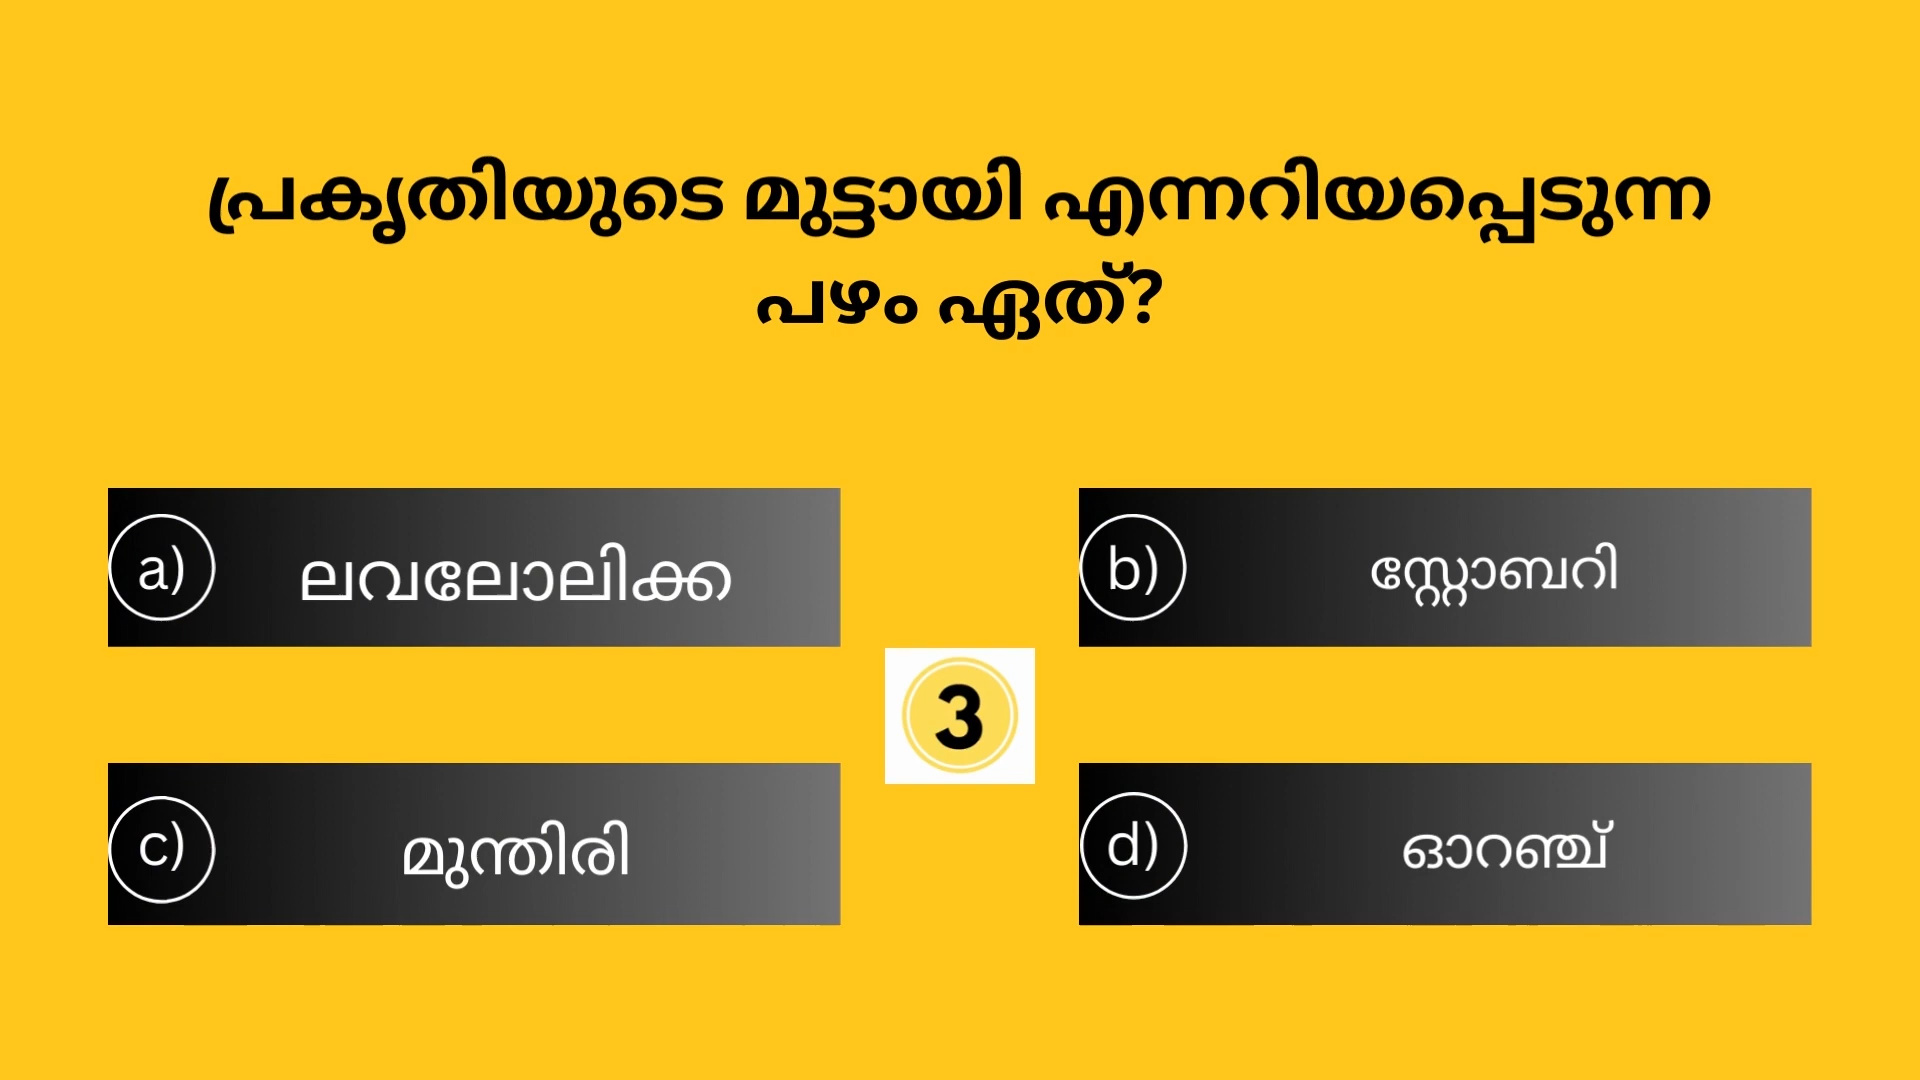 പ്രകൃതിയുടെ മുട്ടായി എന്നറിയപ്പെടുന്ന
പഴം ഏത്?
a) ലവലോലിക്ക
b) സ്റ്റോബറി
3
c) മുന്തിരി
d) ഓറഞ്ച്